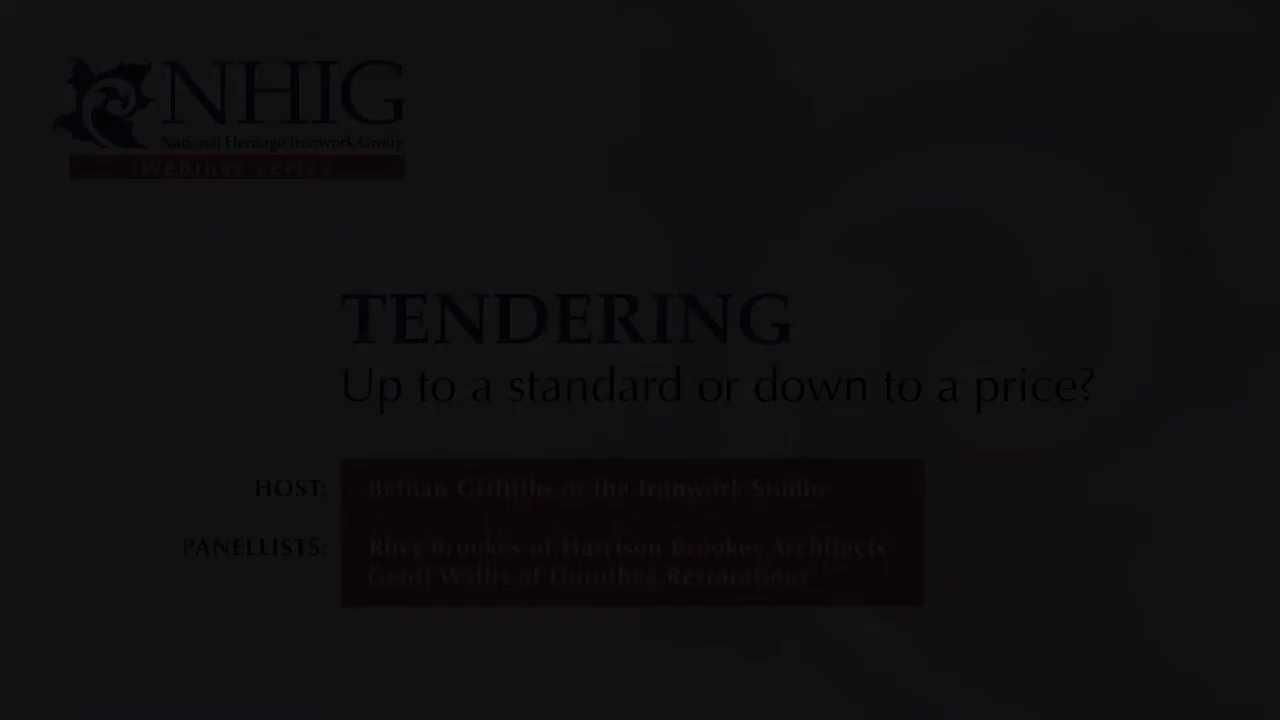 NHIG
National Heritage Ironwork Group
Webinar series
TENDERING
Up to a standard or down to a price?
HOST: Bethan Griffiths of the Ironwork Studio
PANELLISTS: Rhys Brookes of Harrison Brookes Architects
Geoff Wallis of Dorothea Restorations